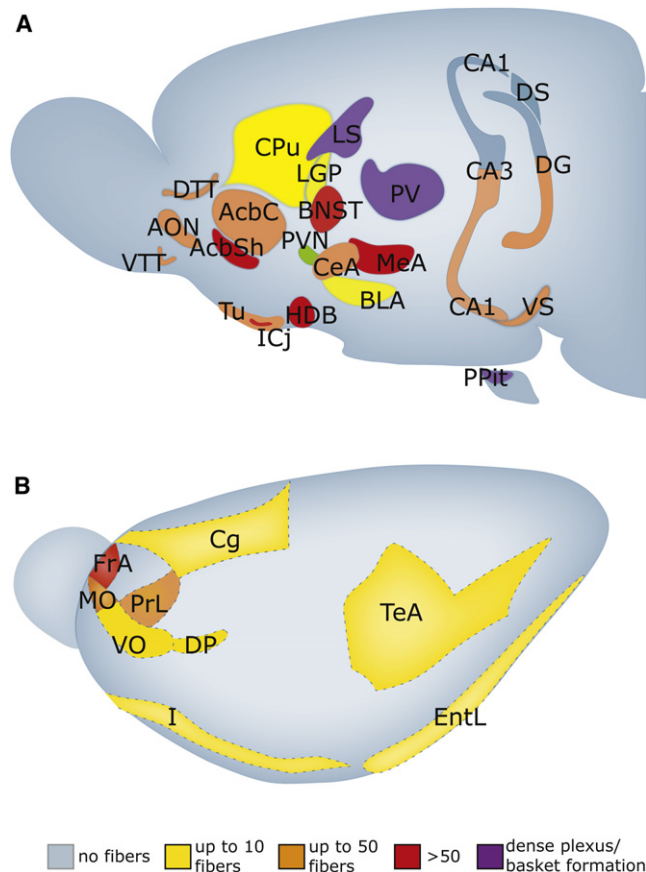 A
CA1
DS
LS
CPu
LGP
CA3
DG
DTT
PV
AcbC
BNST
AON
AcbSh
PVN
MeA
VTT
CeA
BLA
Tu
HDB
CA1
VS
ICj
PPit
B
Cg
FrA
MO
PrL
TeA
VO
DP
I
EntL
no fibers
up to 10
fibers
up to 50
fibers
>50
dense plexus/
basket formation